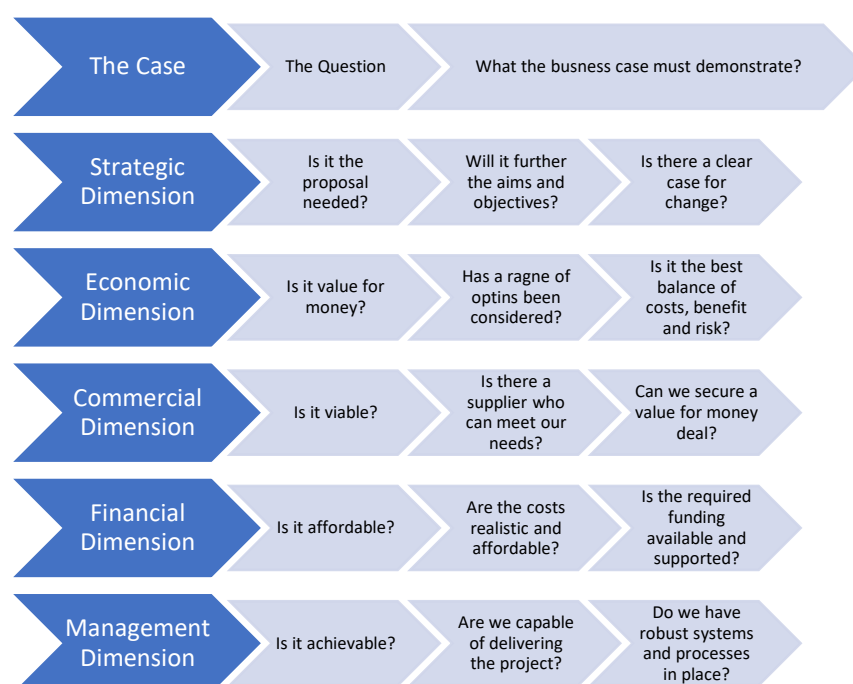 The Case
The Question
What the business case must demonstrate?
Strategic
Dimension
Is it the
proposal
needed?
Will it further
the aims and
objectives?
Is there a clear
case for
change?
Economic
Dimension
Is it value for
money?
Has a ragne of
optins been
considered?
Is it the best
balance of
costs, benefit
and risk?
Commercial
Dimension
Is it viable?
Is there a
supplier who
can meet our
needs?
Can we secure a
value for money
deal?
Financial
Dimension
Is it affordable?
Are the costs
realistic and
affordable?
Is the required
funding
available and
supported?
Management
Dimension
Is it achievable?
Are we capable
of delivering
the project?
Do we have
robust systems
and processes
in place?